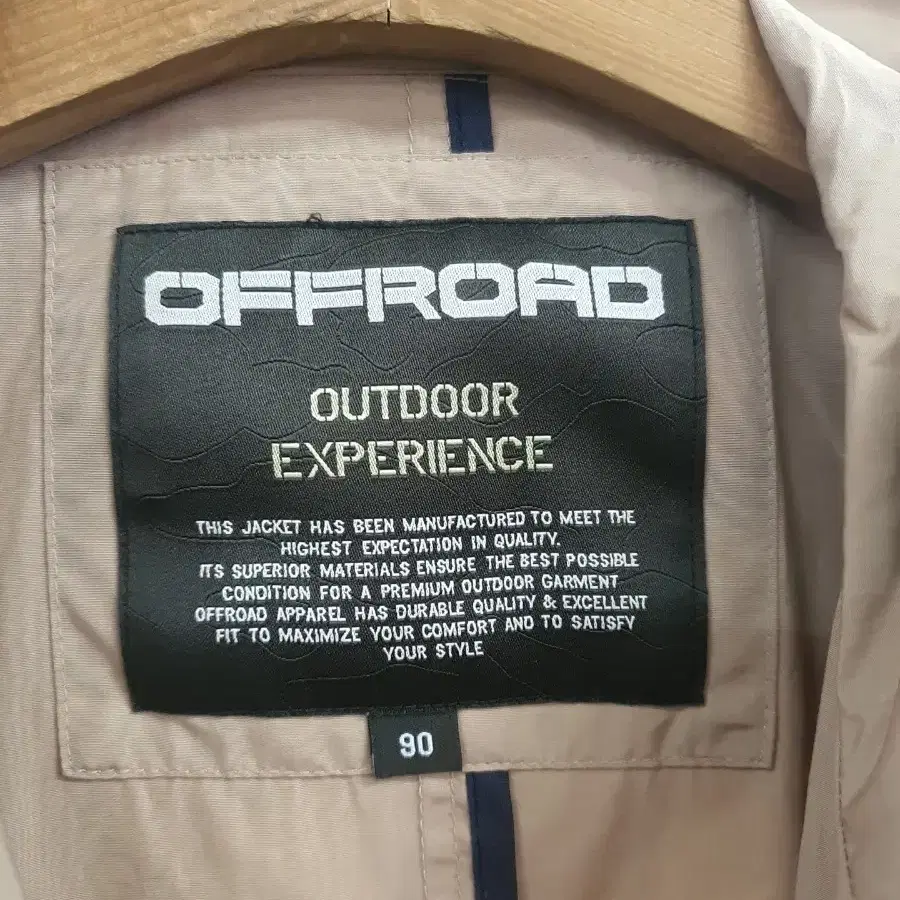 OFFROAD
OUTDOOR
EXPERIENCE
THIS JACKET HAS BEEN MANUFACTURED TO MEET THE
HIGHEST EXPECTATION IN QUALITY.
ITS SUPERIOR MATERIALS ENSURE THE BEST POSSIBLE
CONDITION FOR A PREMIUM OUTDOOR GARMENT
OFFROAD APPAREL HAS DURABLE QUALITY & EXCELLENT
FIT TO MAXIMIZE YOUR COMFORT AND TO SATISFY
YOUR STYLE
90